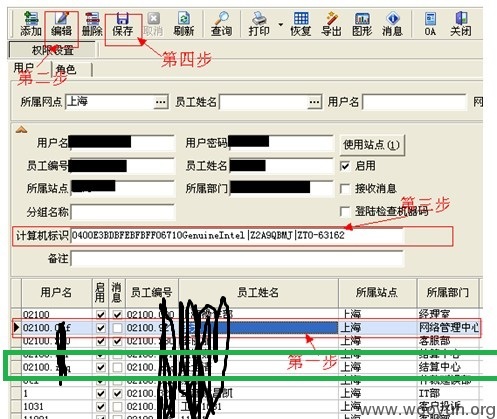 添加 编辑 删除 保存 取消 刷新 查询 打印 恢复 导出 图形 消息 OA 关闭
权限设置
第二步 第四步
用户 角色
所属网点 上海 ... 员工姓名 ... 用户名 网
用户名 用户密码 使用站点(1)
员工编号 员工姓名 启用
所属站点 所属部门 接收消息
分组名称 登陆检查机器码
第三步
计算机标识 0400E3BDBFEBFBFF06710GenuineIntel|Z2A9QBMJ|ZTO-63162
备注
用户名 启用 消息 员工编号 员工姓名 所属站点 所属部门
02100 02100. 上海 经理室
02100. 02100. 上海 网络管理中心
02100. 02100. 上海 客服部
第一步
02100. 02100. 上海 结算中心
02100. 02100. 上海 结算中心
上海
1 上海 IT部
1031 上海 客户投诉
www.wooyun.org